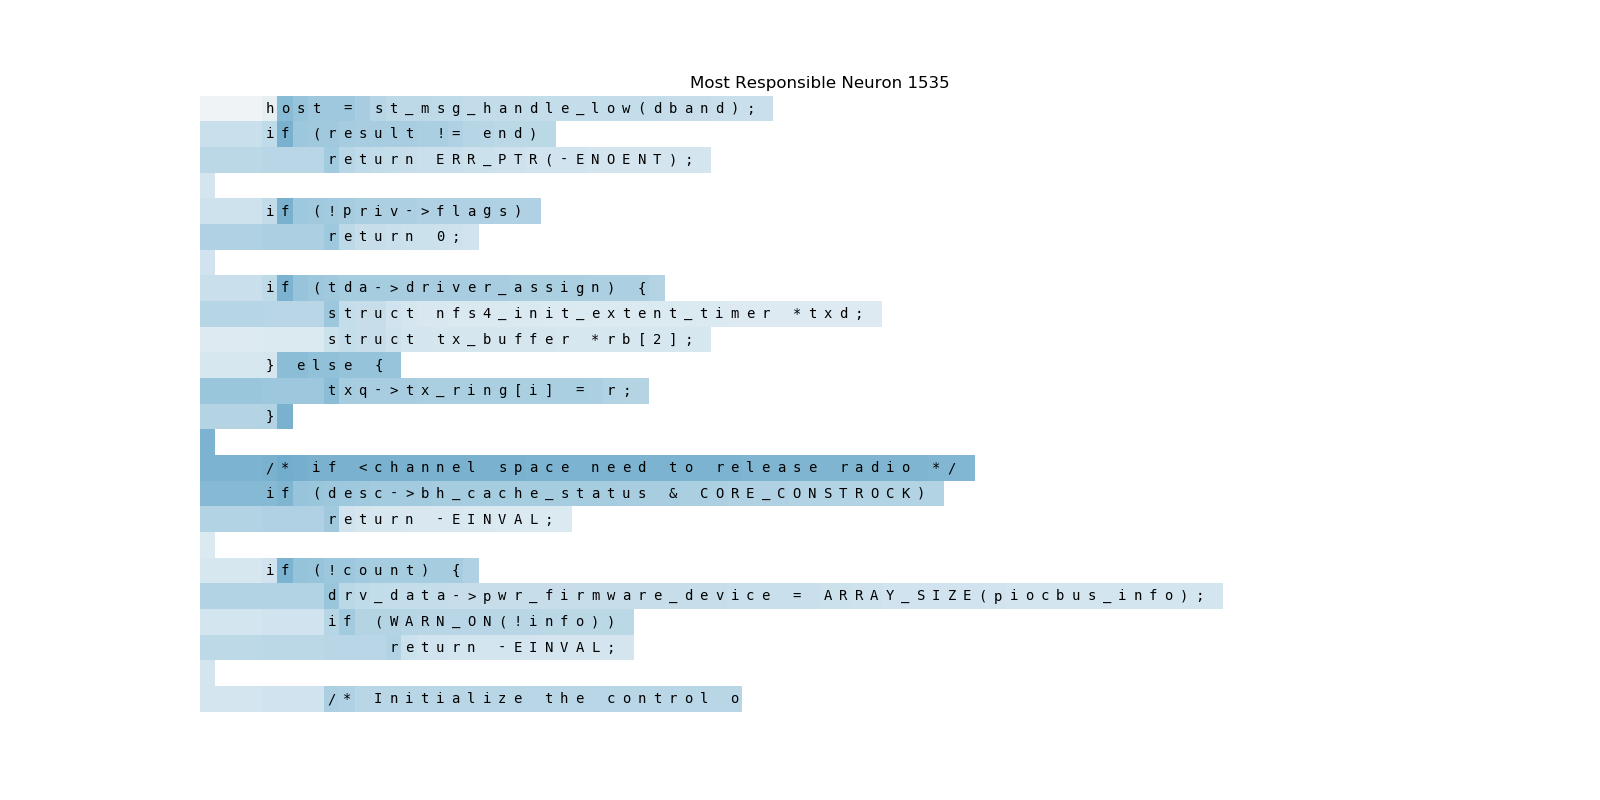 Most Responsible Neuron 1535
host = st_msg_handle_low(dband);
if (result != end)
return ERR_PTR(-ENOENT);
if (!priv->flags)
return 0;
if (tda->driver_assign) {
struct nfs4_init_extent_timer *txd;
struct tx_buffer *rb[2];
} else {
txq->tx_ring[i] = r;
}
/* if <channel space need to release radio */
if (desc->bh_cache_status & CORE_CONSTROCK)
return -EINVAL;
if (!count) {
drv_data->pwr_firmware_device = ARRAY_SIZE(piocbus_info);
if (WARN_ON(!info))
return -EINVAL;
/* Initialize the control o